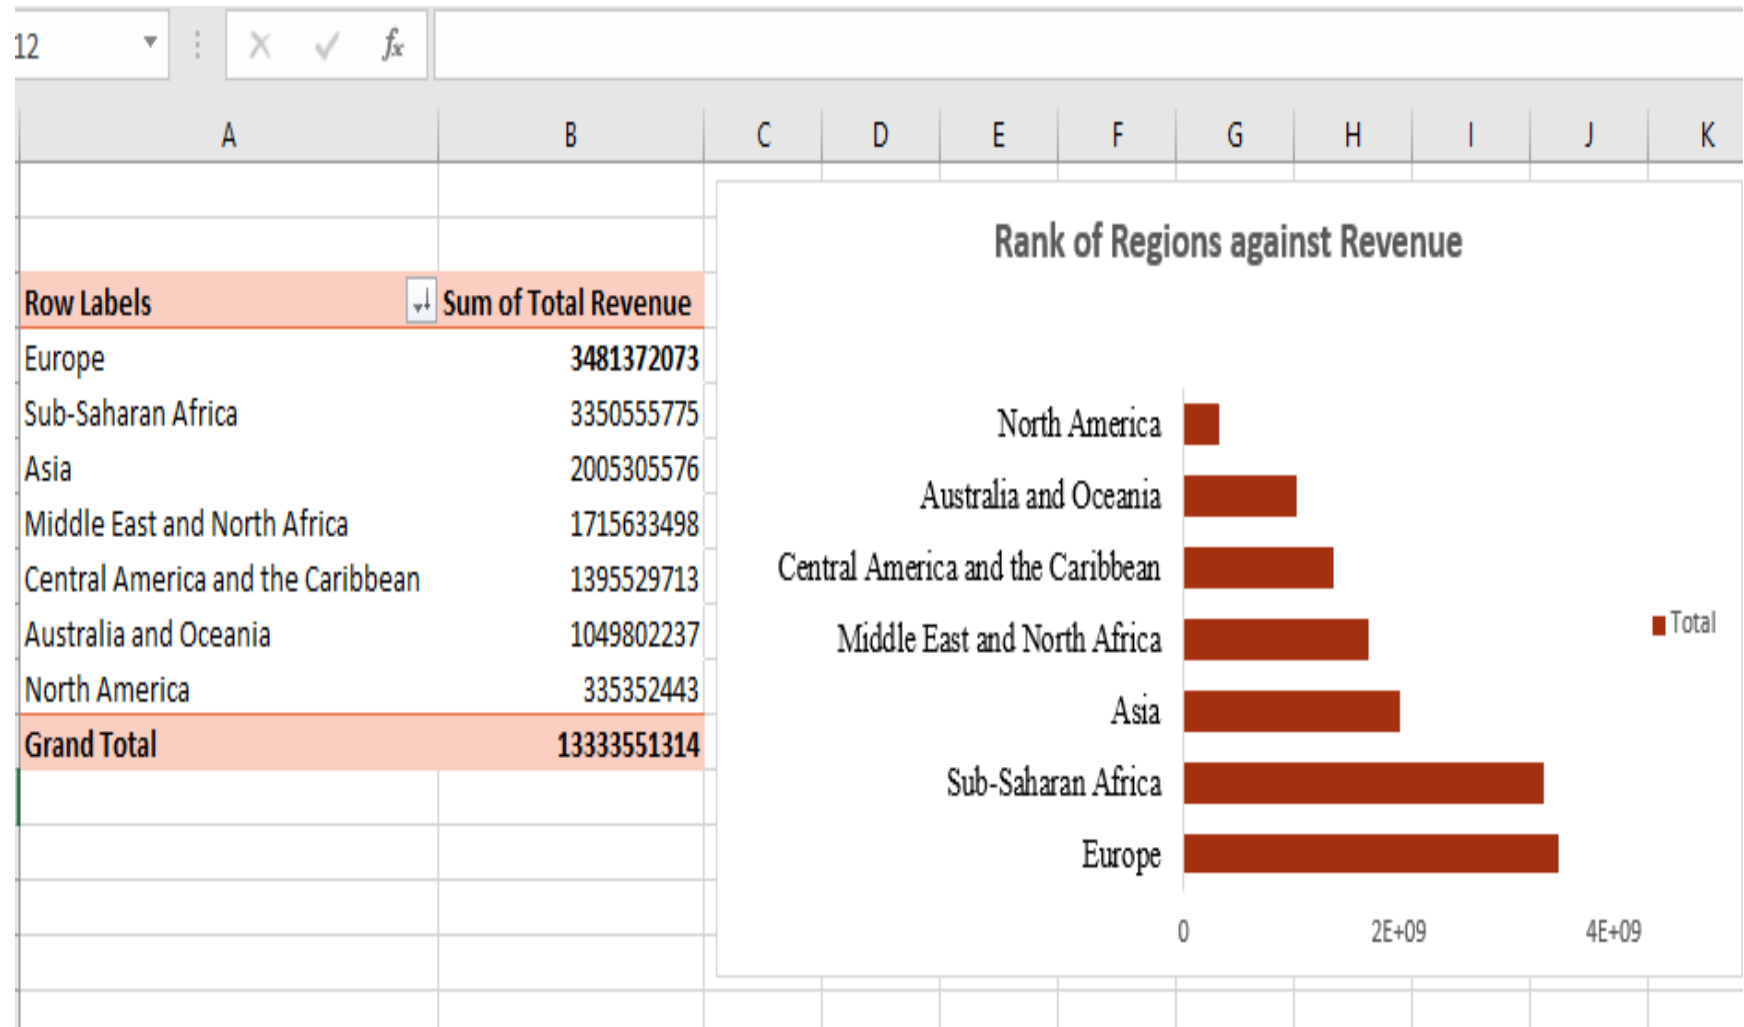 12 fx
A B C D E F G H I J K
Row Labels Sum of Total Revenue
Europe 3481372073
Sub-Saharan Africa 3350555775
Asia 2005305576
Middle East and North Africa 1715633498
Central America and the Caribbean 1395529713
Australia and Oceania 1049802237
North America 335352443
Grand Total 13333551314
Rank of Regions against Revenue
North America
Australia and Oceania
Central America and the Caribbean
Middle East and North Africa
Asia
Sub-Saharan Africa
Europe
0 2E+09 4E+09
Total